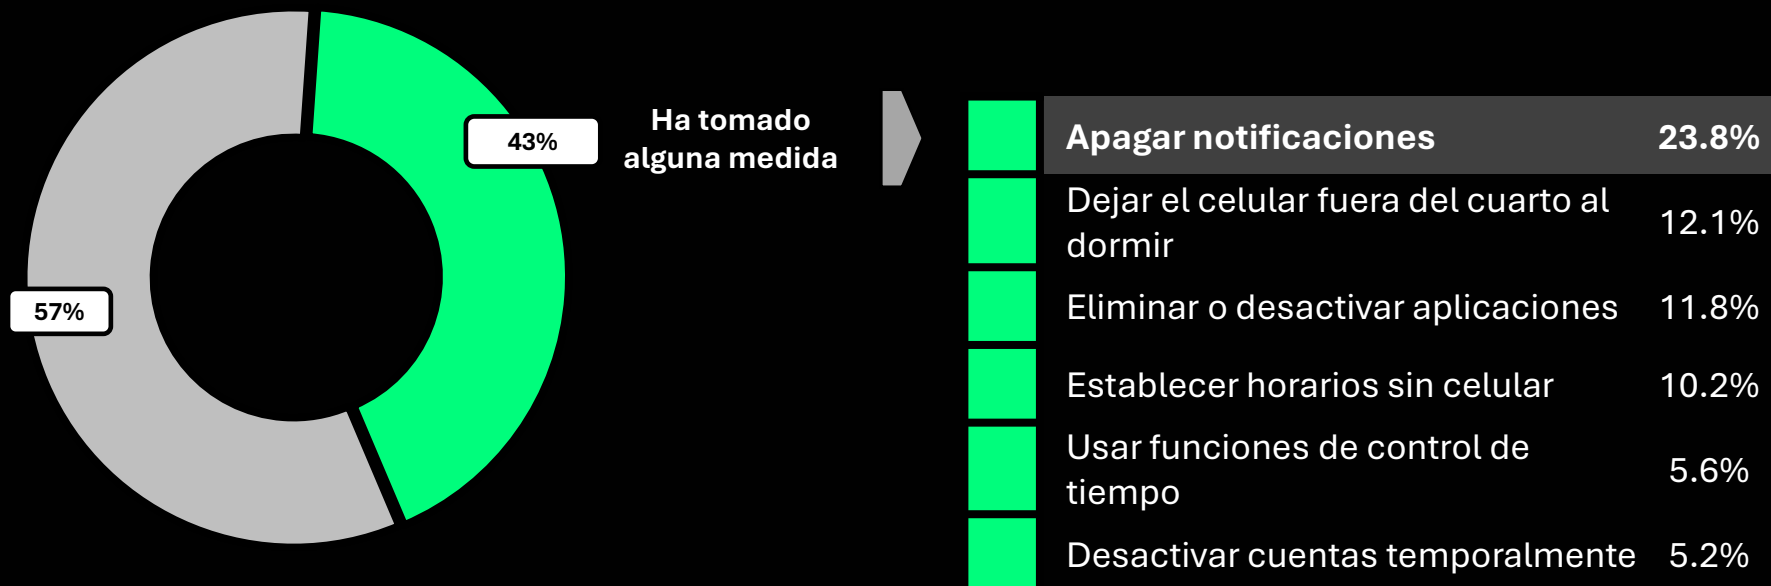 43%
57%
Ha tomado
alguna medida
Apagar notificaciones 23.8%
Dejar el celular fuera del cuarto al
dormir 12.1%
Eliminar o desactivar aplicaciones 11.8%
Establecer horarios sin celular 10.2%
Usar funciones de control de
tiempo 5.6%
Desactivar cuentas temporalmente 5.2%